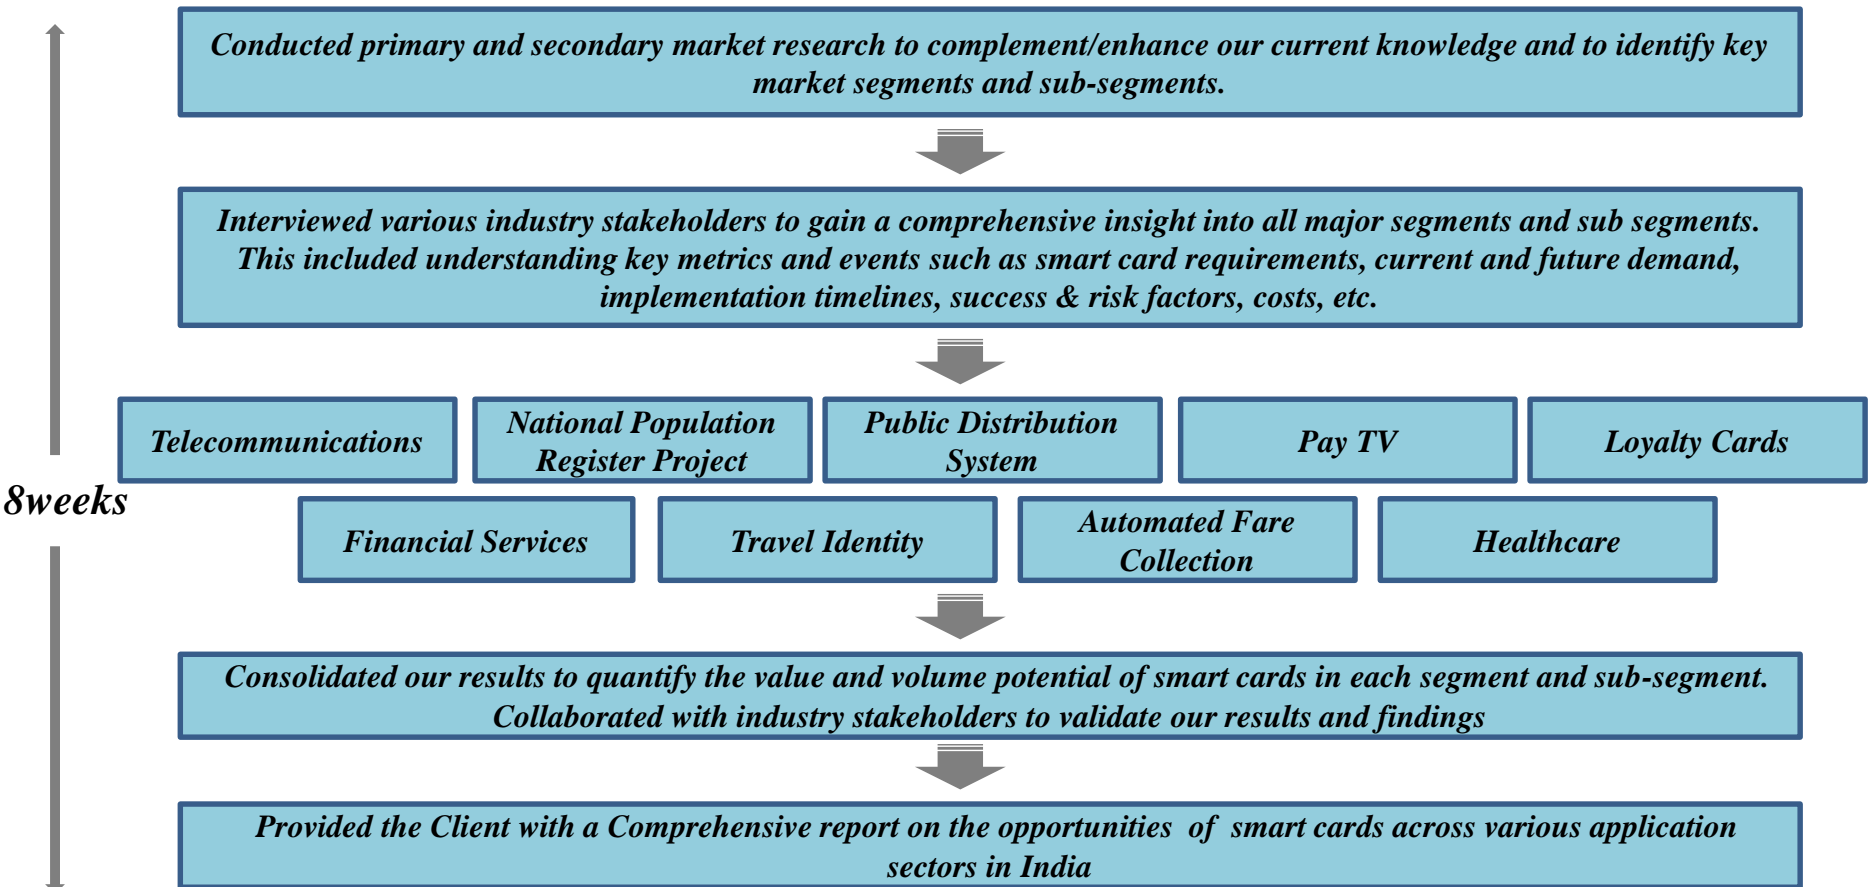 Conducted primary and secondary market research to complement/enhance our current knowledge and to identify key
market segments and sub-segments.
Interviewed various industry stakeholders to gain a comprehensive insight into all major segments and sub segments.
This included understanding key metrics and events such as smart card requirements, current and future demand,
implementation timelines, success & risk factors, costs, etc.
Telecommunications
National Population
Register Project
Public Distribution
System
Pay TV
Loyalty Cards
8weeks
Financial Services
Travel Identity
Automated Fare
Collection
Healthcare
Consolidated our results to quantify the value and volume potential of smart cards in each segment and sub-segment.
Collaborated with industry stakeholders to validate our results and findings
Provided the Client with a Comprehensive report on the opportunities of smart cards across various application
sectors in India